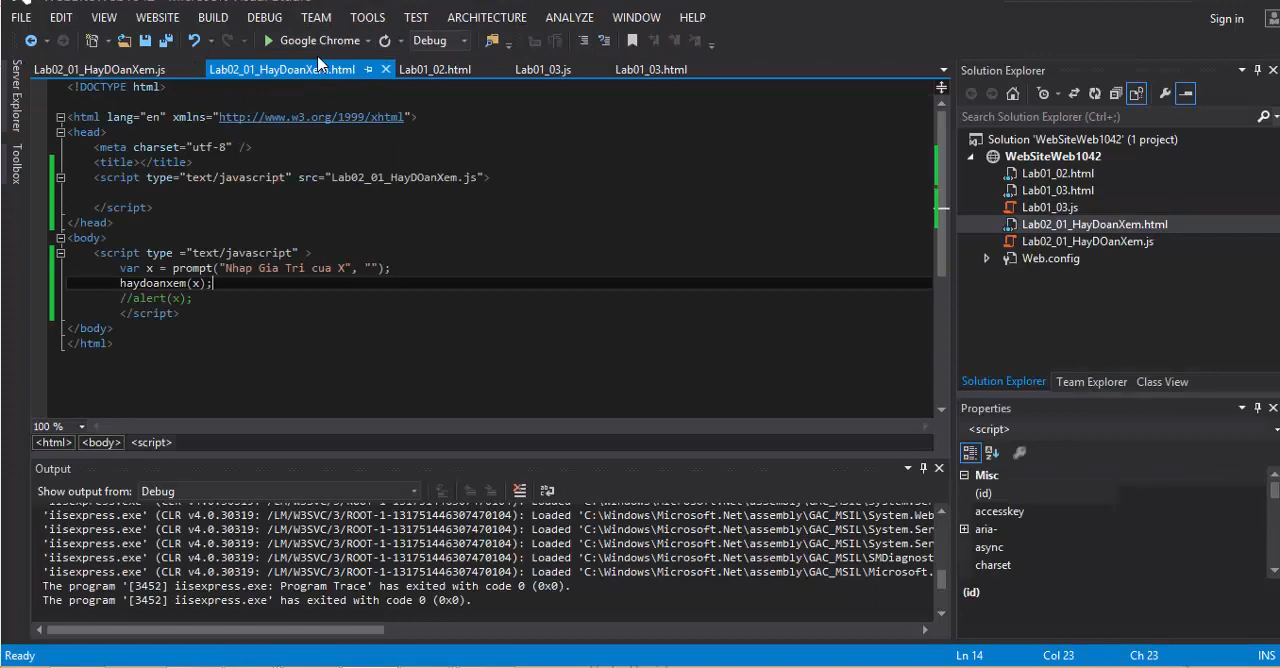 FILE EDIT VIEW WEBSITE BUILD DEBUG TEAM TOOLS TEST ARCHITECTURE ANALYZE WINDOW HELP
Sign in
Google Chrome Debug
Lab02_01_HayDOanXem.js Lab02_01_HayDoanXem.html Lab01_02.html Lab01_03.js Lab01_03.html
Server Explorer
Toolbox
<!DOCTYPE html>
<html lang="en" xmlns="http://www.w3.org/1999/xhtml">
<head>
<meta charset="utf-8" />
<title></title>
<script type="text/javascript" src="Lab02_01_HayDOanXem.js">
</script>
</head>
<body>
<script type ="text/javascript" >
var x = prompt("Nhap Gia Tri cua X", "");
haydoanxem(x);
//alert(x);
</script>
</body>
</html>
100 %
<html> <body> <script>
Output
Show output from: Debug
'iisexpress.exe' (CLR v4.0.30319: /LM/W3SVC/3/ROOT-1-131751446307470104): Loaded 'C:\Windows\Microsoft.Net\assembly\GAC_MSIL\System.Web
'iisexpress.exe' (CLR v4.0.30319: /LM/W3SVC/3/ROOT-1-131751446307470104): Loaded 'C:\Windows\Microsoft.Net\assembly\GAC_MSIL\System.Ser
'iisexpress.exe' (CLR v4.0.30319: /LM/W3SVC/3/ROOT-1-131751446307470104): Loaded 'C:\Windows\Microsoft.Net\assembly\GAC_MSIL\System.Ser
'iisexpress.exe' (CLR v4.0.30319: /LM/W3SVC/3/ROOT-1-131751446307470104): Loaded 'C:\Windows\Microsoft.Net\assembly\GAC_MSIL\SMDiagnost
'iisexpress.exe' (CLR v4.0.30319: /LM/W3SVC/3/ROOT-1-131751446307470104): Loaded 'C:\Windows\Microsoft.Net\assembly\GAC_MSIL\Microsoft.
The program '[3452] iisexpress.exe: Program Trace' has exited with code 0 (0x0).
The program '[3452] iisexpress.exe' has exited with code 0 (0x0).
Solution Explorer
Search Solution Explorer (Ctrl+;)
Solution 'WebSiteWeb1042' (1 project)
WebSiteWeb1042
Lab01_02.html
Lab01_03.html
Lab01_03.js
Lab02_01_HayDoanXem.html
Lab02_01_HayDOanXem.js
Web.config
Solution Explorer Team Explorer Class View
Properties
<script>
Misc
(id)
accesskey
aria-
async
charset
(id)
Ready Ln 14 Col 23 Ch 23 INS